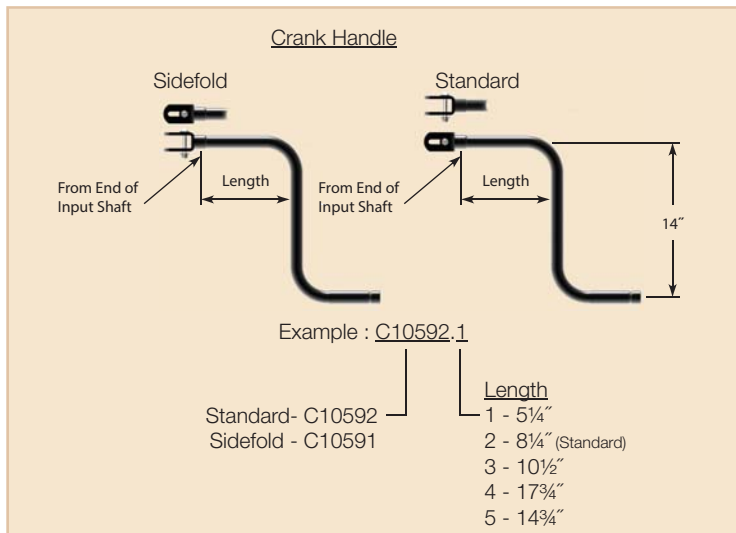 Crank Handle
Sidefold
Standard
From End of
Input Shaft
Length
From End of
Input Shaft
Length
14˝
Example : C10592.1
Standard- C10592
Sidefold - C10591
Length
1 - 5¼˝
2 - 8¼˝ (Standard)
3 - 10½˝
4 - 17¾˝
5 - 14¾˝